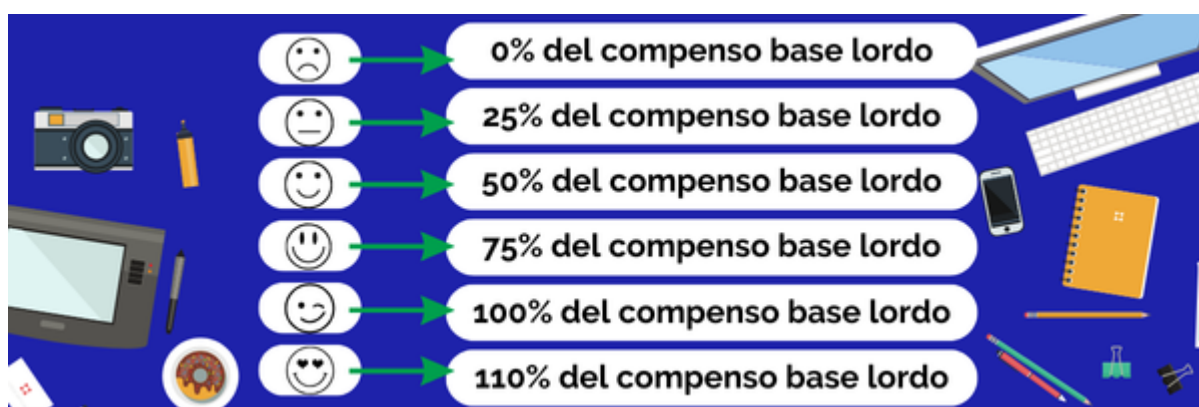 0% del compenso base lordo
25% del compenso base lordo
50% del compenso base lordo
75% del compenso base lordo
100% del compenso base lordo
110% del compenso base lordo